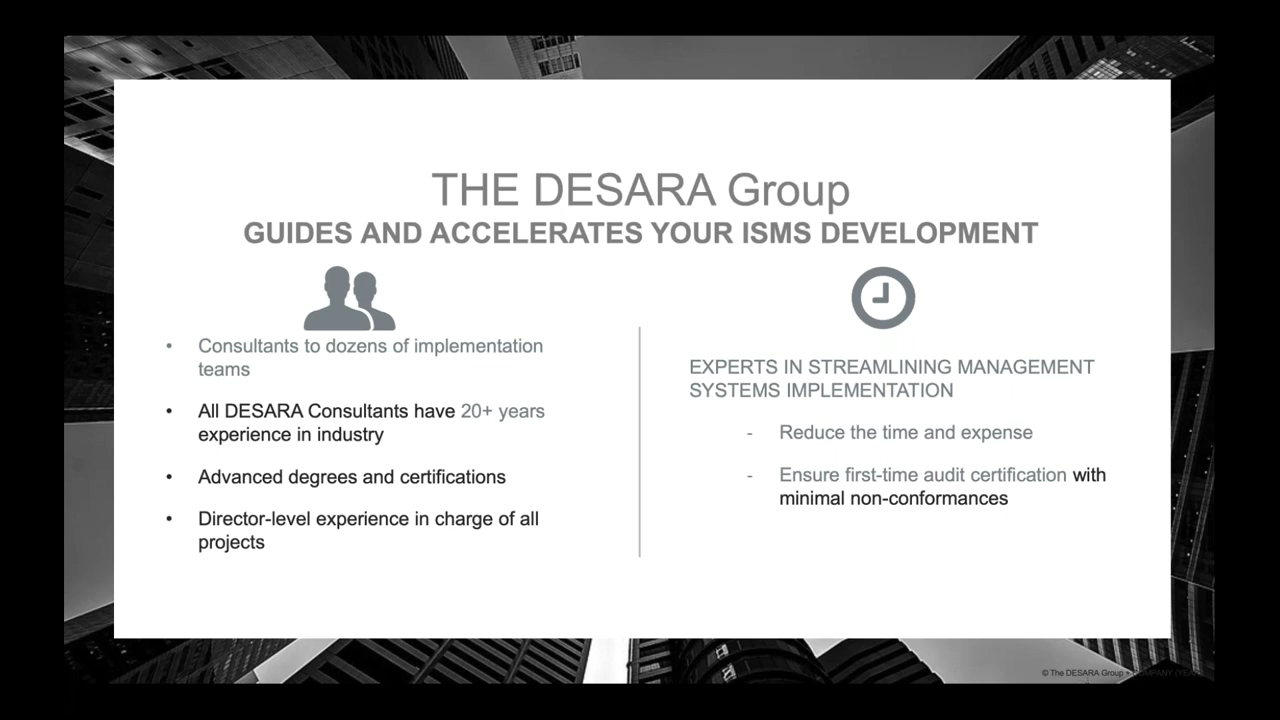 THE DESARA Group
GUIDES AND ACCELERATES YOUR ISMS DEVELOPMENT
• Consultants to dozens of implementation
teams
• All DESARA Consultants have 20+ years
experience in industry
• Advanced degrees and certifications
• Director-level experience in charge of all
projects
EXPERTS IN STREAMLINING MANAGEMENT
SYSTEMS IMPLEMENTATION
- Reduce the time and expense
- Ensure first-time audit certification with
minimal non-conformances
© The DESARA Group +